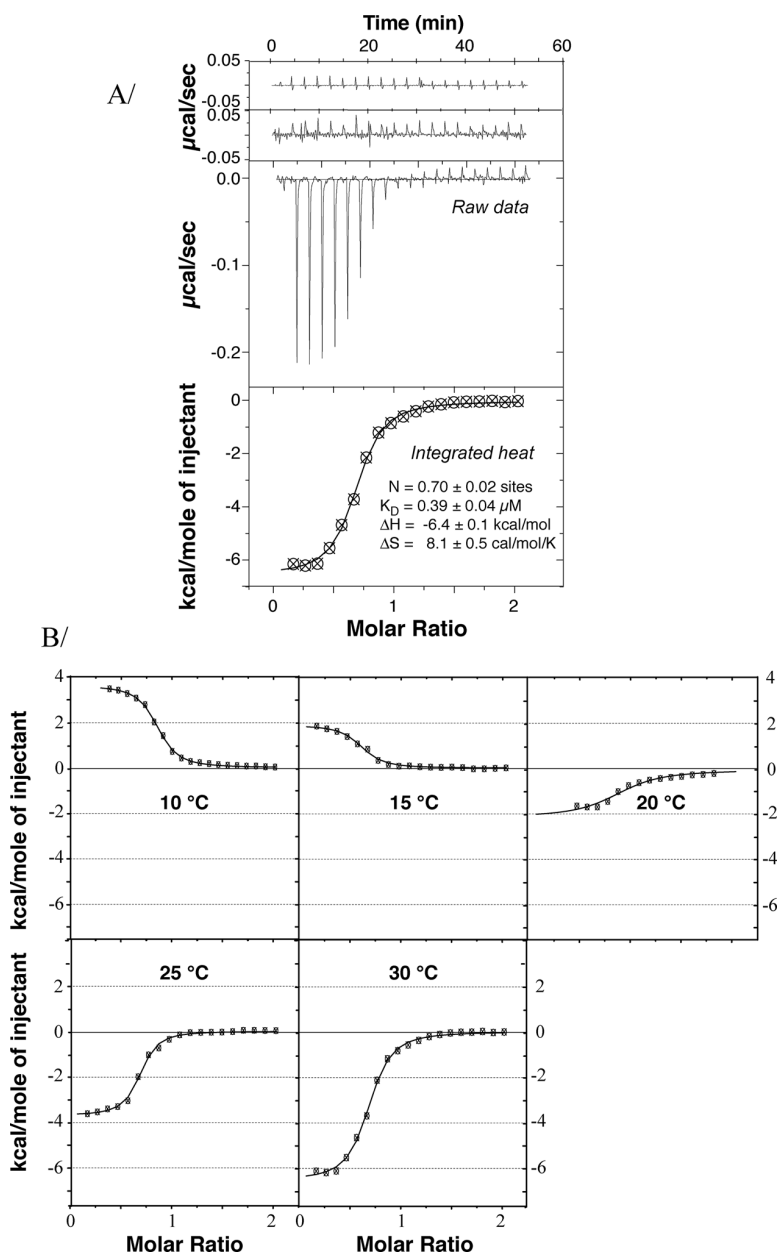 Time (min)
0 20 40 60
A/
0.05
-0.05
µcal/sec
0.05
-0.05
0.0
-0.1
-0.2
µcal/sec
Raw data
0
-2
-4
-6
kcal/mole of injectant
Integrated heat
N = 0.70 ± 0.02 sites
KD = 0.39 ± 0.04 µM
ΔH = -6.4 ± 0.1 kcal/mol
ΔS = 8.1 ± 0.5 cal/mol/K
0 1 2
Molar Ratio
B/
4 4
2 2
0 0
-2 -2
-4 -4
-6 -6
kcal/mole of injectant
10 °C 15 °C 20 °C
25 °C 30 °C
2 2
0 0
-2 -2
-4 -4
-6 -6
kcal/mole of injectant
0 1 2 0 1 2
Molar Ratio Molar Ratio